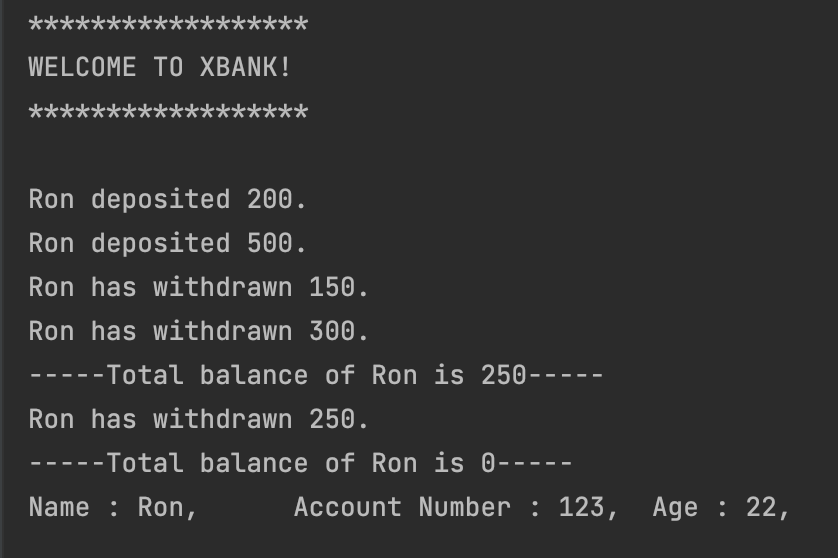 ******************
WELCOME TO XBANK!
******************
Ron deposited 200.
Ron deposited 500.
Ron has withdrawn 150.
Ron has withdrawn 300.
-----Total balance of Ron is 250-----
Ron has withdrawn 250.
-----Total balance of Ron is 0-----
Name : Ron,      Account Number : 123,  Age : 22,